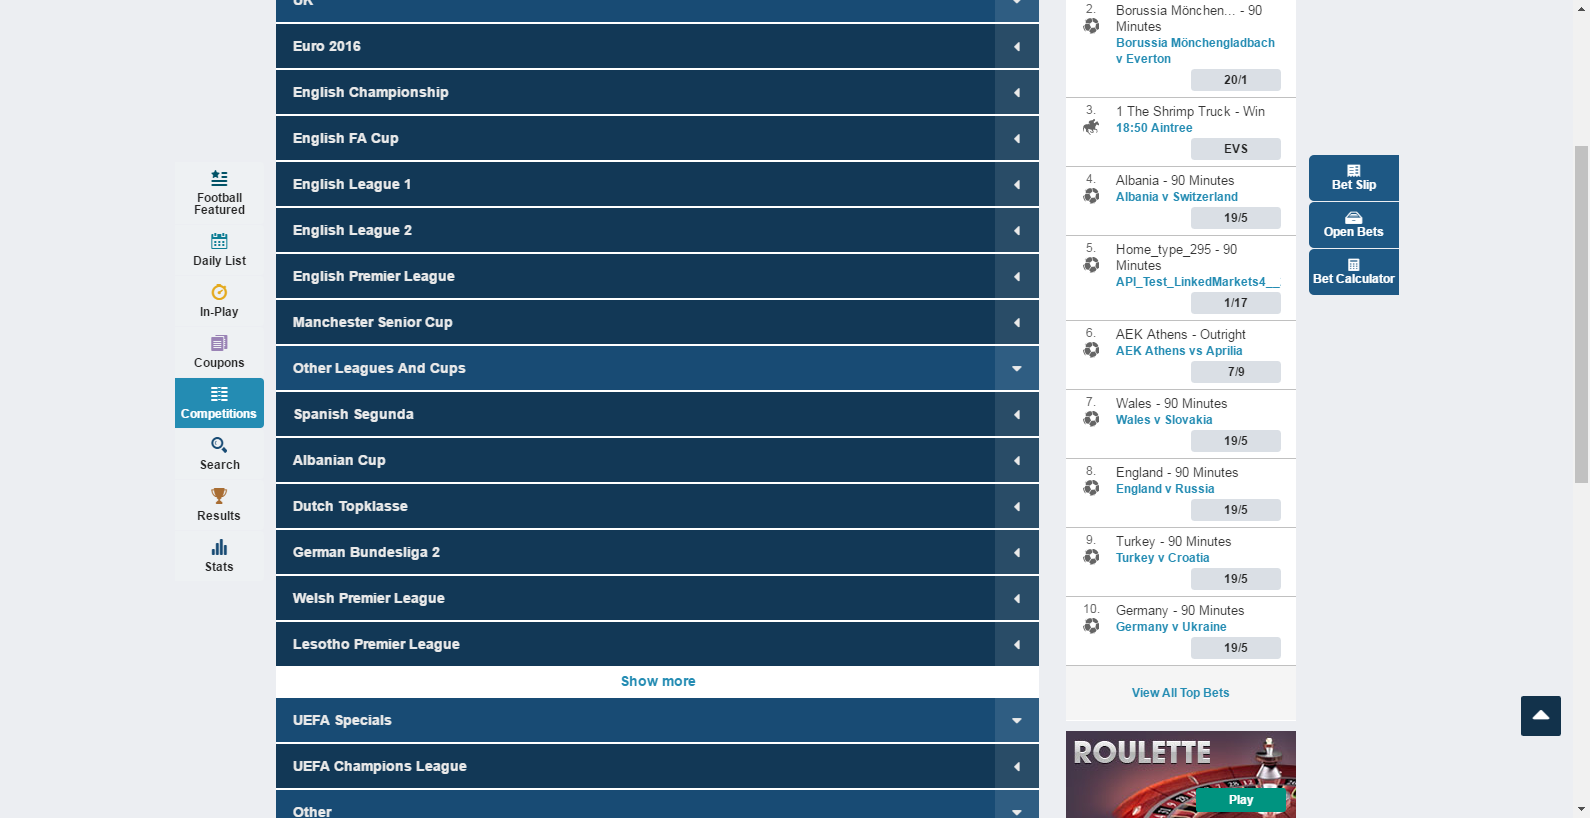 Football
Featured
Daily List
In-Play
Coupons
Competitions
Search
Results
Stats
UK
Euro 2016
English Championship
English FA Cup
English League 1
English League 2
English Premier League
Manchester Senior Cup
Other Leagues And Cups
Spanish Segunda
Albanian Cup
Dutch Topklasse
German Bundesliga 2
Welsh Premier League
Lesotho Premier League
Show more
UEFA Specials
UEFA Champions League
Other
2.
Borussia Mönchen... - 90
Minutes
Borussia Mönchengladbach
v Everton
20/1
3.
1 The Shrimp Truck - Win
18:50 Aintree
EVS
4.
Albania - 90 Minutes
Albania v Switzerland
19/5
5.
Home_type_295 - 90
Minutes
API_Test_LinkedMarkets4__
1/17
6.
AEK Athens - Outright
AEK Athens vs Aprilia
7/9
7.
Wales - 90 Minutes
Wales v Slovakia
19/5
8.
England - 90 Minutes
England v Russia
19/5
9.
Turkey - 90 Minutes
Turkey v Croatia
19/5
10.
Germany - 90 Minutes
Germany v Ukraine
19/5
View All Top Bets
ROULETTE
Play
Bet Slip
Open Bets
Bet Calculator